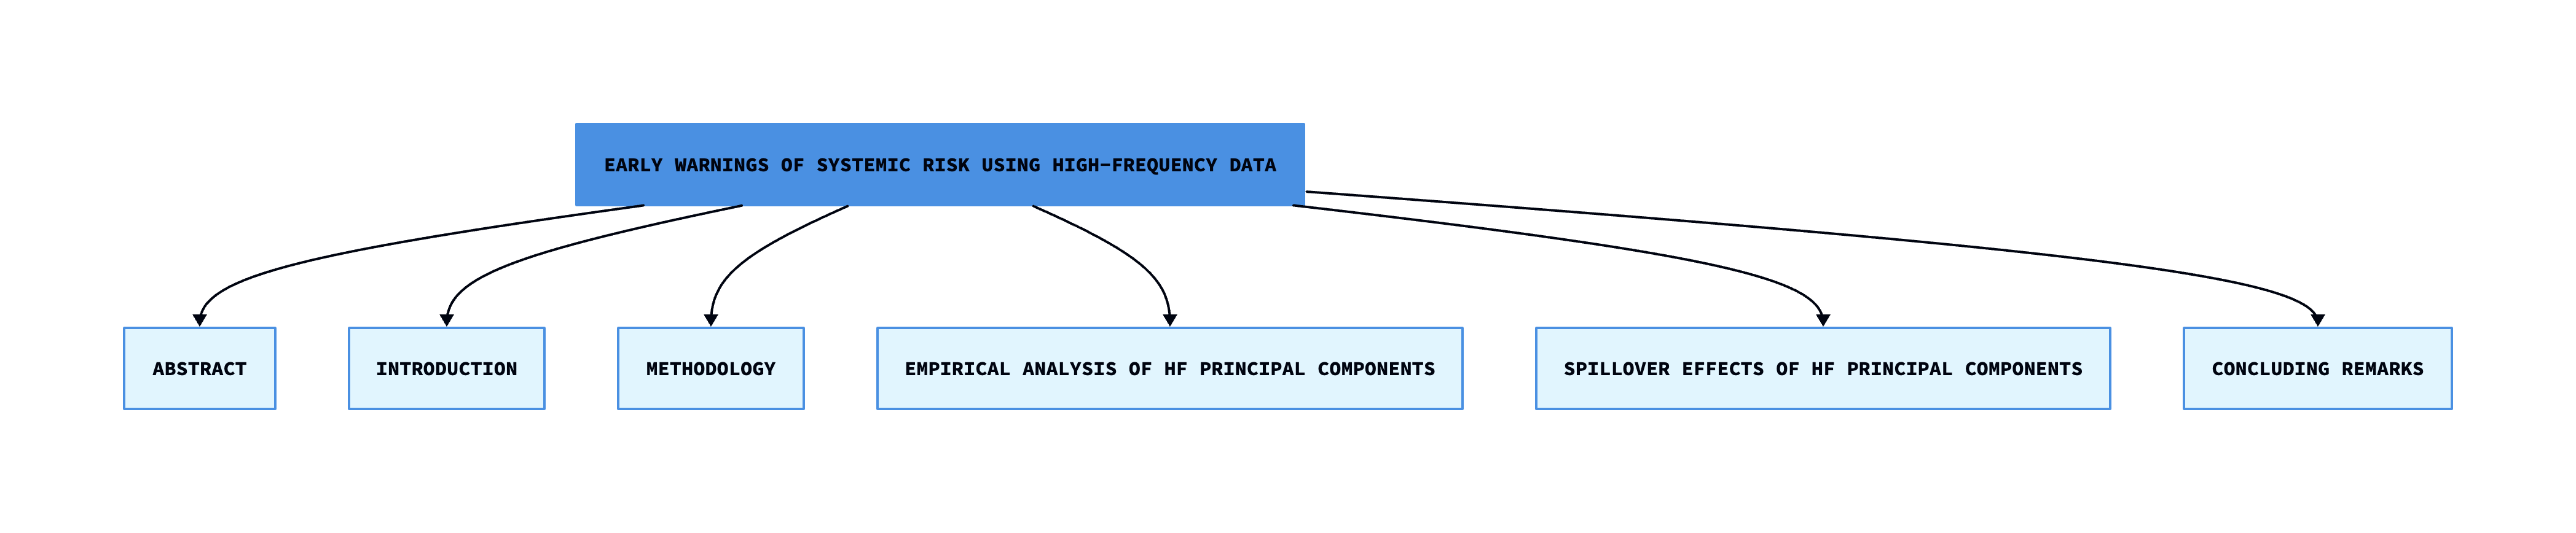 EARLY WARNINGS OF SYSTEMIC RISK USING HIGH-FREQUENCY DATA
ABSTRACT
INTRODUCTION
METHODOLOGY
EMPIRICAL ANALYSIS OF HF PRINCIPAL COMPONENTS
SPILLOVER EFFECTS OF HF PRINCIPAL COMPONENTS
CONCLUDING REMARKS